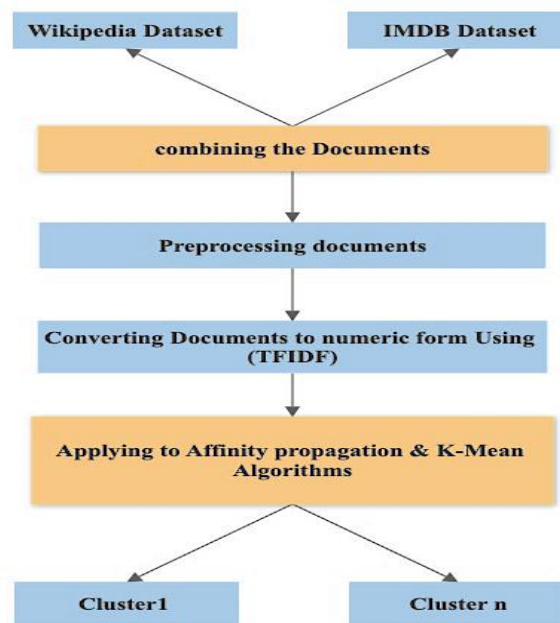 Wikipedia Dataset
IMDB Dataset
combining the Documents
Preprocessing documents
Converting Documents to numeric form Using
(TFIDF)
Applying to Affinity propagation & K-Mean
Algorithms
Cluster1
Cluster n